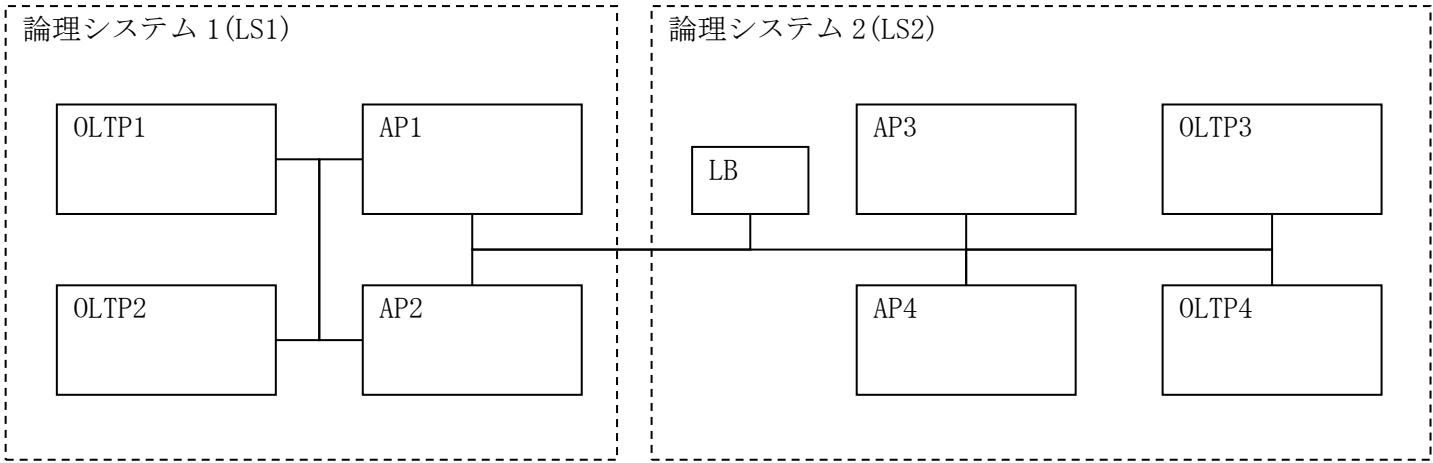 論理システム 1(LS1)
論理システム 2(LS2)
OLTP1
AP1
LB
AP3
OLTP3
OLTP2
AP2
AP4
OLTP4